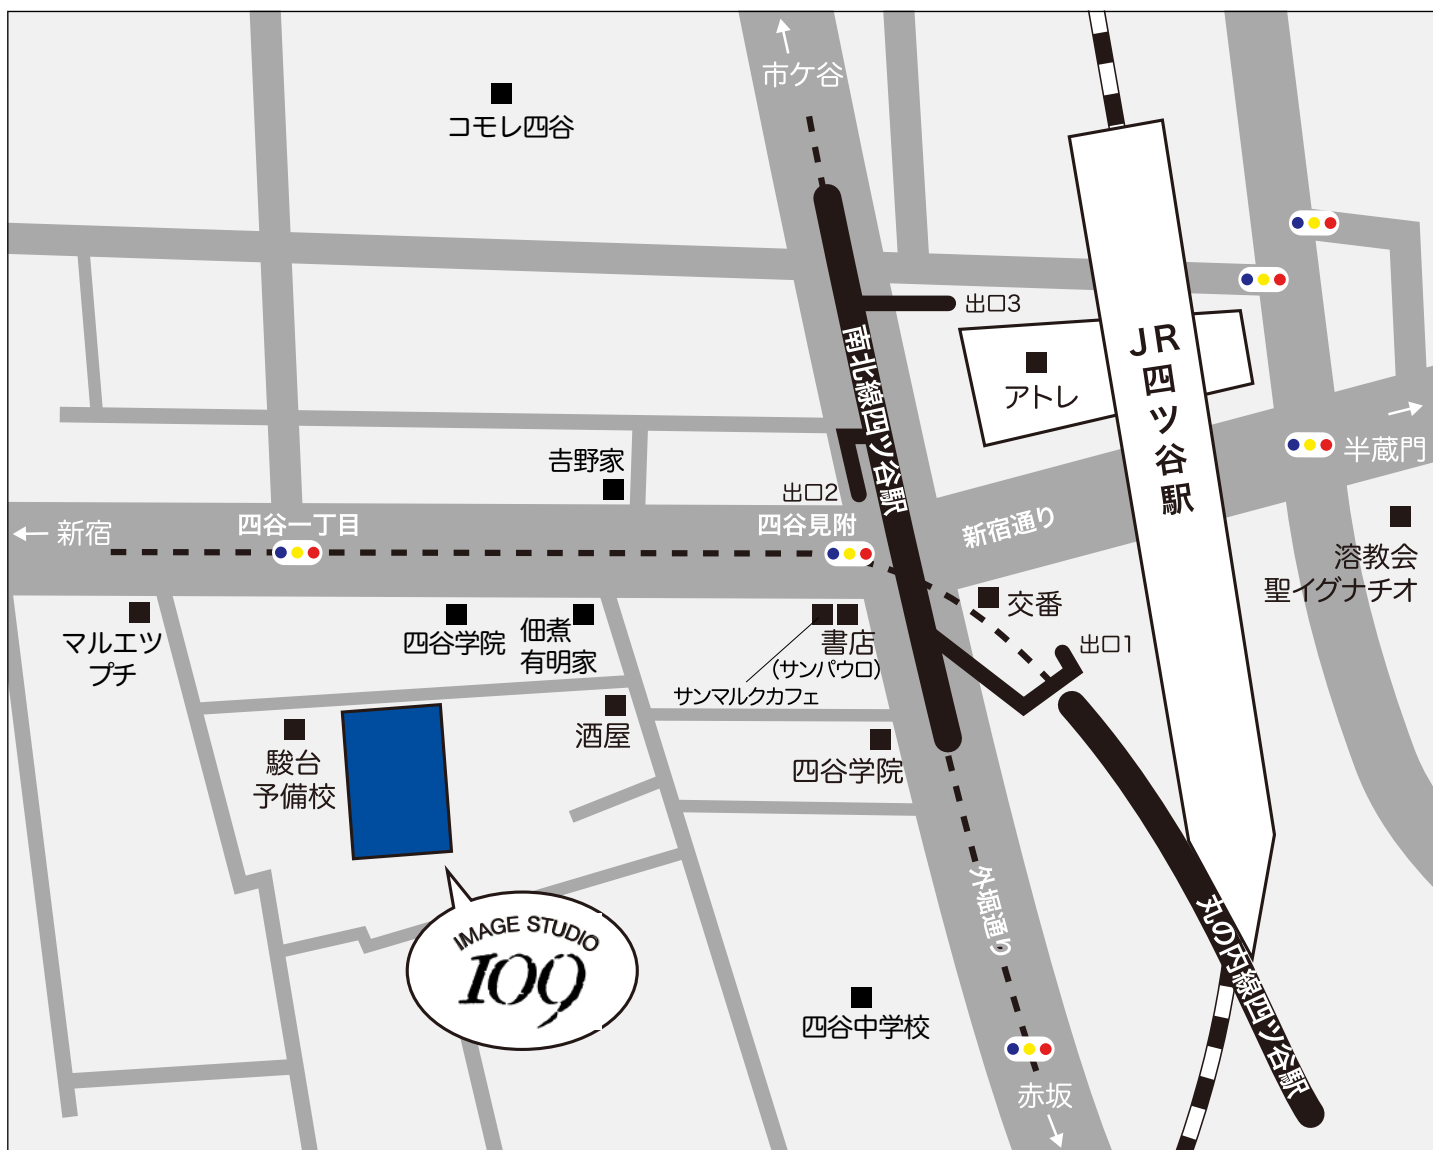 市ケ谷
コモレ四谷
出口3
JR四ツ谷駅
アトレ
南北線四ツ谷駅
半蔵門
𠮷野家
出口2
新宿
四谷一丁目
四谷見附
新宿通り
溶教会
聖イグナチオ
交番
マルエツ
プチ
四谷学院
佃煮
有明家
書店
(サンパウロ)
サンマルクカフェ
出口1
酒屋
駿台
予備校
四谷学院
外堀通り
丸の内線四ツ谷駅
IMAGE STUDIO
109
四谷中学校
赤坂